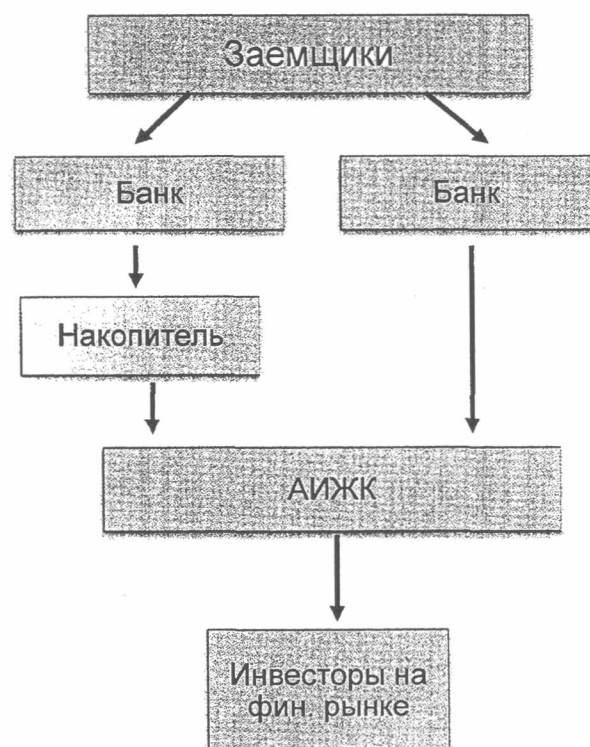 Заемщики
Банк
Банк
Накопитель
АИЖК
Инвесторы на
фин. рынке